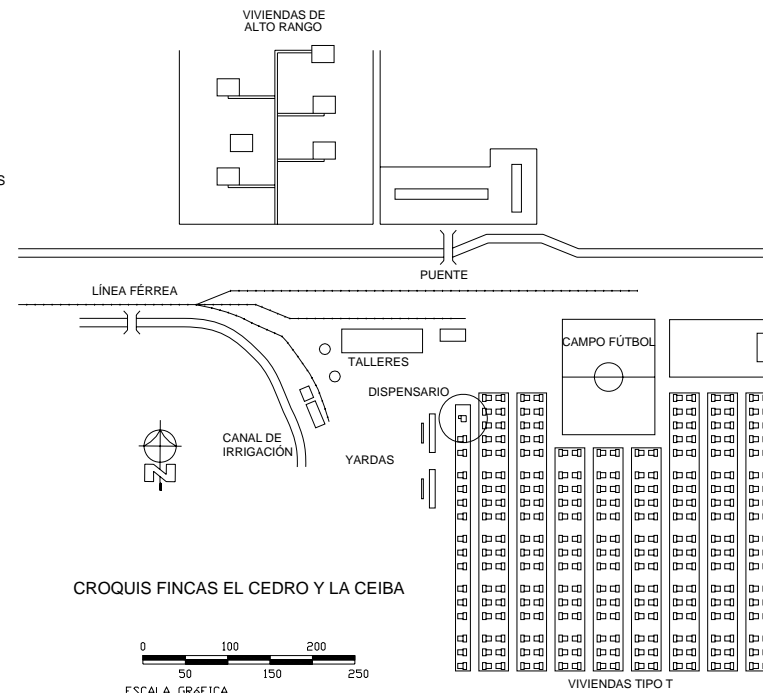 VIVIENDAS DE
ALTO RANGO
S
PUENTE
LÍNEA FÉRREA
CAMPO FÚTBOL
TALLERES
DISPENSARIO
CANAL DE
IRRIGACIÓN
YARDAS
N
CROQUIS FINCAS EL CEDRO Y LA CEIBA
0 100 200
50 150 250
ESCALA GRáFICA
VIVIENDAS TIPO T